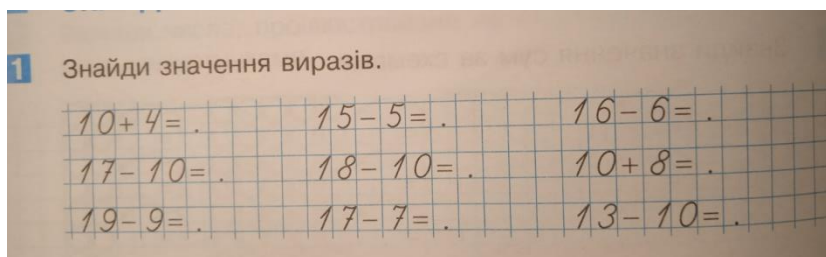 1 Знайди значення виразів.
10+4= . 15-5= . 16-6= .
17-10= . 18-10= . 10+8= .
19-9= . 17-7= . 13-10= .